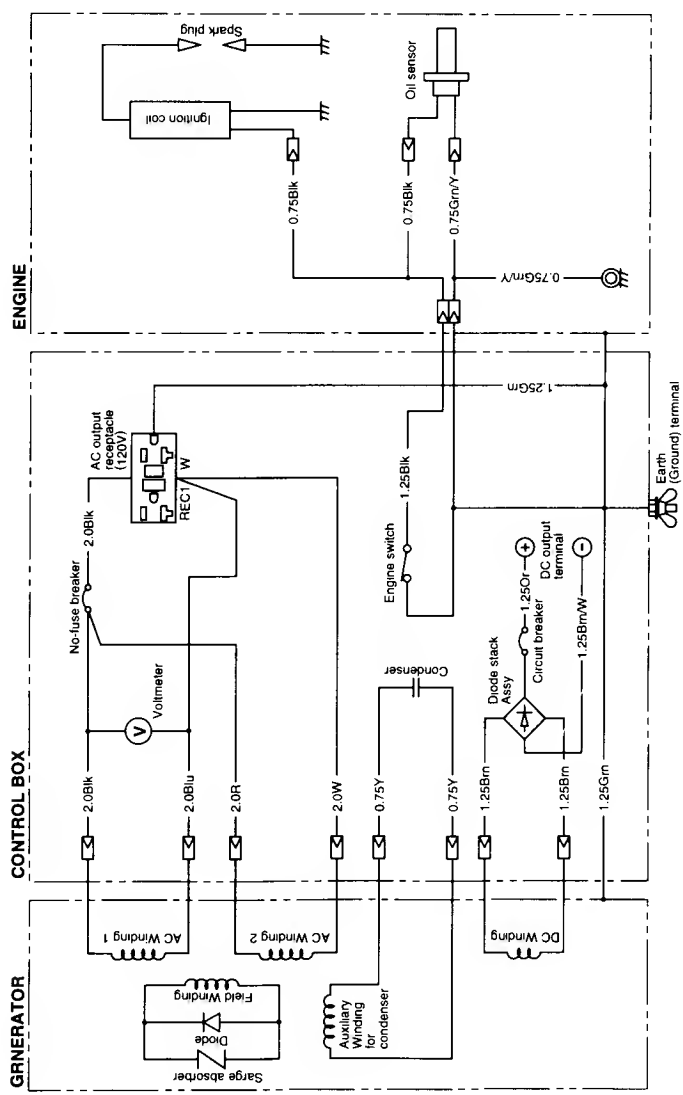 ENGINE
Spark plug
Ignition coil
Oil sensor
0.75Blk
0.75Blk
0.75Grn/Y
0.75Grn/Y
CONTROL BOX
AC output
receptacle
(120V)
REC1
W
2.0Blk
No-fuse breaker
Voltmeter
V
2.0Blk
2.0Blu
2.0R
2.0W
1.25Grn
1.25Blk
Engine switch
Condenser
0.75Y
0.75Y
Diode stack
Assy
1.25Or
Circuit breaker
+
DC output
terminal
−
1.25Brn/W
1.25Brn
1.25Brn
1.25Grn
Earth
(Ground) terminal
GRNERATOR
AC Winding 1
AC Winding 2
Field Winding
Diode
Sarge absorber
Auxiliary
Winding
for
condenser
DC Winding